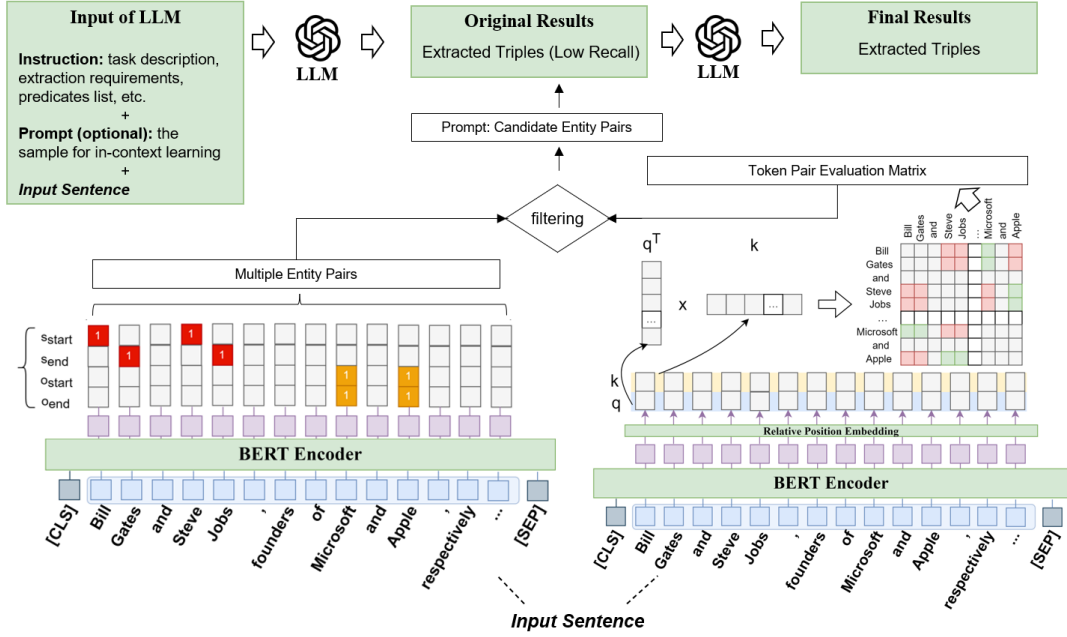 Input of LLM
Instruction: task description,
extraction requirements,
predicates list, etc.
+
Prompt (optional): the
sample for in-context learning
+
Input Sentence
LLM
Original Results
Extracted Triples (Low Recall)
LLM
Final Results
Extracted Triples
Prompt: Candidate Entity Pairs
Token Pair Evaluation Matrix
filtering
Multiple Entity Pairs
sstart
send
ostart
oend
1
1
1
1
1
1
1
1
BERT Encoder
[CLS]
Bill
Gates
and
Steve
Jobs
,
founders
of
Microsoft
and
Apple
,
respectively
...
[SEP]
qT
k
x
...
...
Bill
Gates
and
Steve
Jobs
...
Microsoft
and
Apple
Bill
Gates
and
Steve
Jobs
...
Microsoft
and
Apple
k
q
Relative Position Embedding
BERT Encoder
[CLS]
Bill
Gates
and
Steve
Jobs
,
founders
of
Microsoft
and
Apple
,
respectively
...
[SEP]
Input Sentence